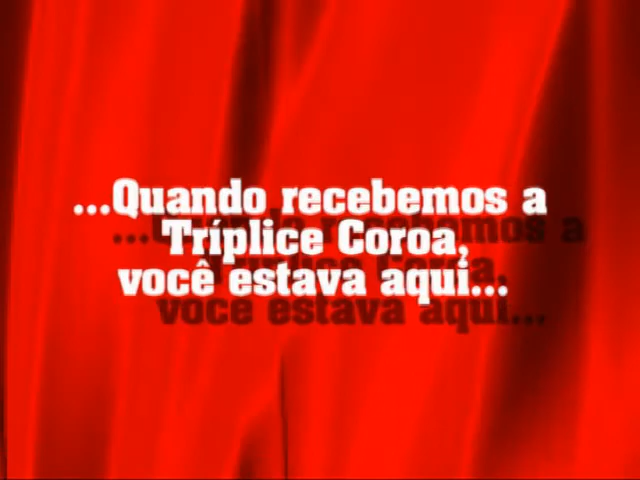 ...Quando recebemos a
Tríplice Coroa,
você estava aqui...